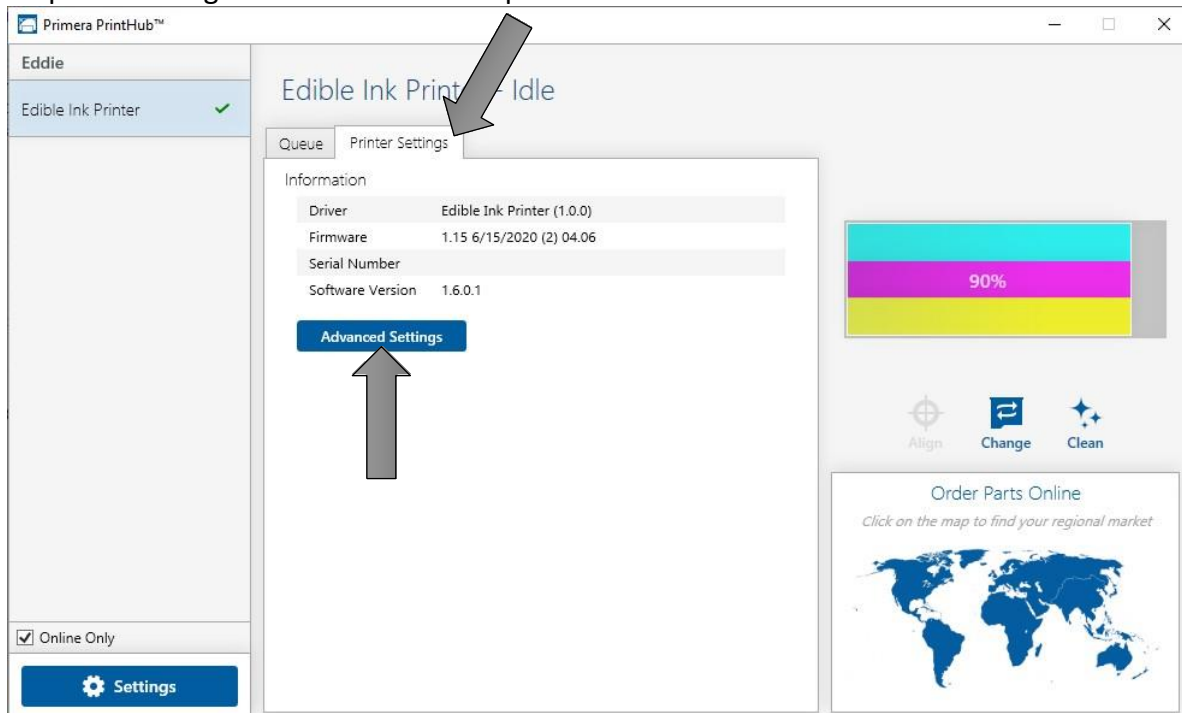 Primera PrintHub™
Eddie
Edible Ink Printer
Edible Ink Printer - Idle
Queue
Printer Settings
Information
Driver Edible Ink Printer (1.0.0)
Firmware 1.15 6/15/2020 (2) 04.06
Serial Number
Software Version 1.6.0.1
Advanced Settings
90%
Align
Change
Clean
Order Parts Online
Click on the map to find your regional market
Online Only
Settings